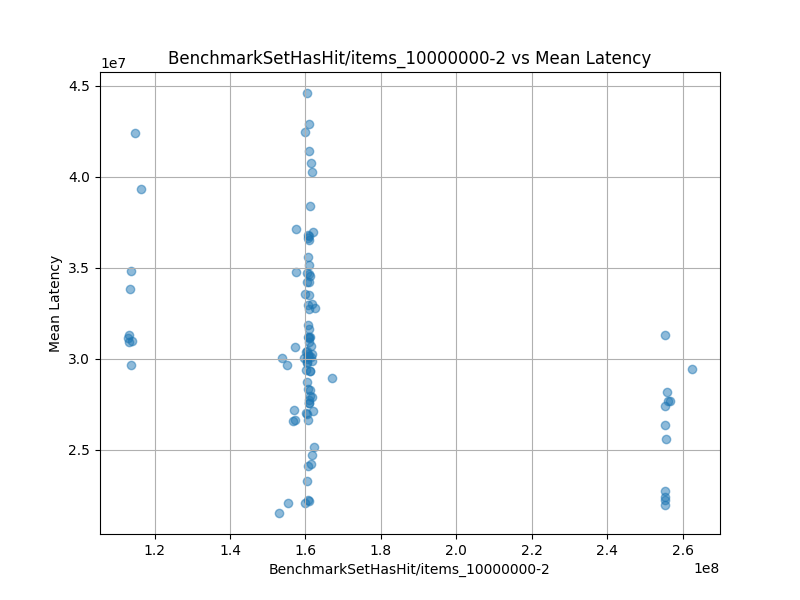 BenchmarkSetHasHit/items_10000000-2 vs Mean Latency
1e7
4.5
4.0
3.5
3.0
2.5
Mean Latency
1.2 1.4 1.6 1.8 2.0 2.2 2.4 2.6
1e8
BenchmarkSetHasHit/items_10000000-2